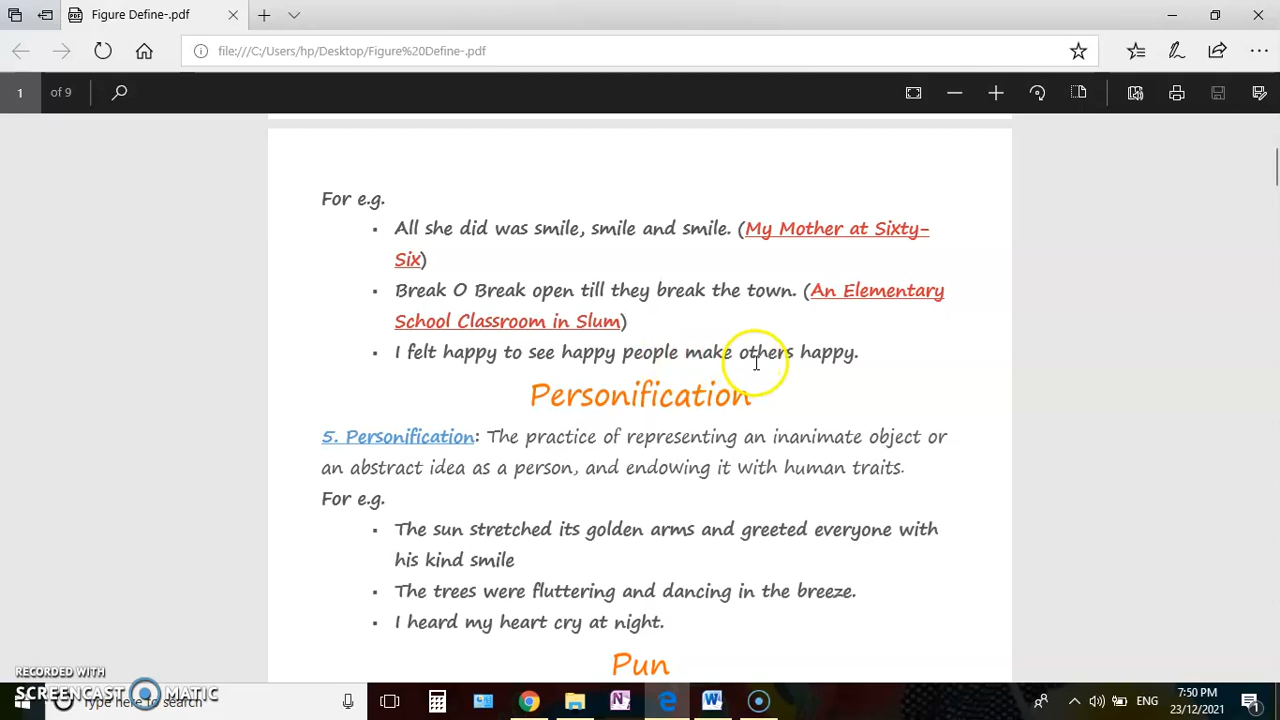 Figure Define-.pdf
file:///C:/Users/hp/Desktop/Figure%20Define-.pdf
1 of 9
For e.g.
▪ All she did was smile, smile and smile. (My Mother at Sixty-
Six)
▪ Break O Break open till they break the town. (An Elementary
School Classroom in Slum)
▪ I felt happy to see happy people make others happy.
Personification
5. Personification: The practice of representing an inanimate object or
an abstract idea as a person, and endowing it with human traits.
For e.g.
▪ The sun stretched its golden arms and greeted everyone with
his kind smile
▪ The trees were fluttering and dancing in the breeze.
▪ I heard my heart cry at night.
Pun
RECORDED WITH
SCREENCAST MATIC
Type here to search
ENG
7:50 PM
23/12/2021
1